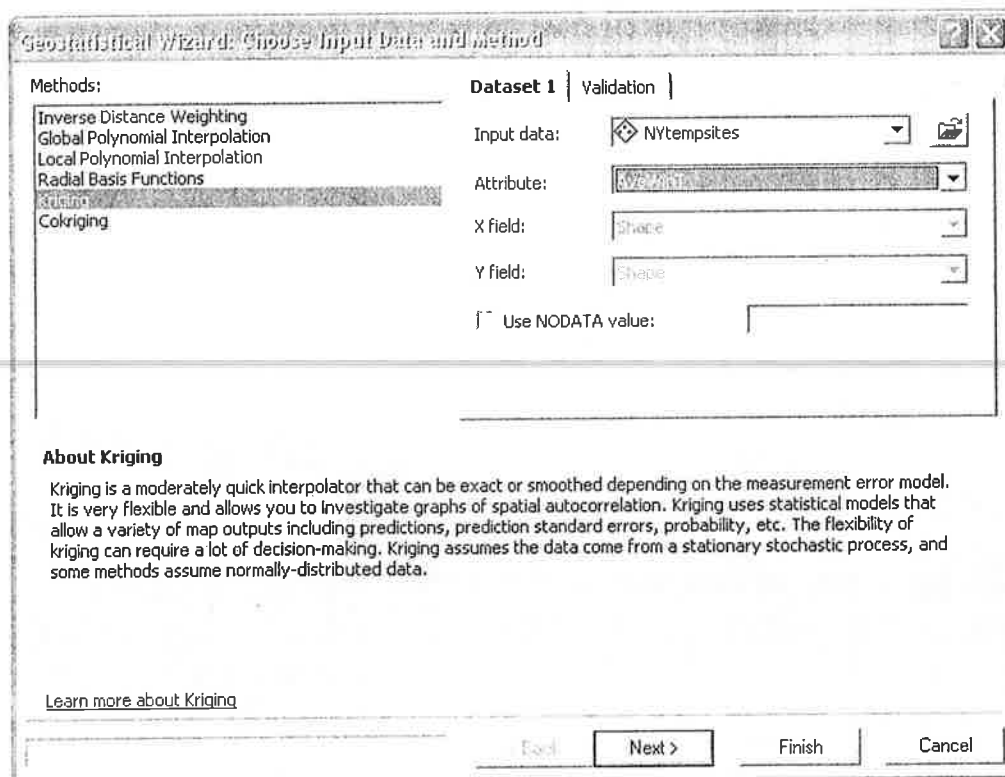 Geostatistical Wizard: Choose Input Data and Method
Methods:
Inverse Distance Weighting
Global Polynomial Interpolation
Local Polynomial Interpolation
Radial Basis Functions
Kriging
Cokriging
Dataset 1
Validation
Input data:
NYtempsites
Attribute:
X field:
Shape
Y field:
Shape
Use NODATA value:
About Kriging
Kriging is a moderately quick interpolator that can be exact or smoothed depending on the measurement error model.
It is very flexible and allows you to investigate graphs of spatial autocorrelation. Kriging uses statistical models that
allow a variety of map outputs including predictions, prediction standard errors, probability, etc. The flexibility of
kriging can require a lot of decision-making. Kriging assumes the data come from a stationary stochastic process, and
some methods assume normally-distributed data.
Learn more about Kriging
Back
Next >
Finish
Cancel